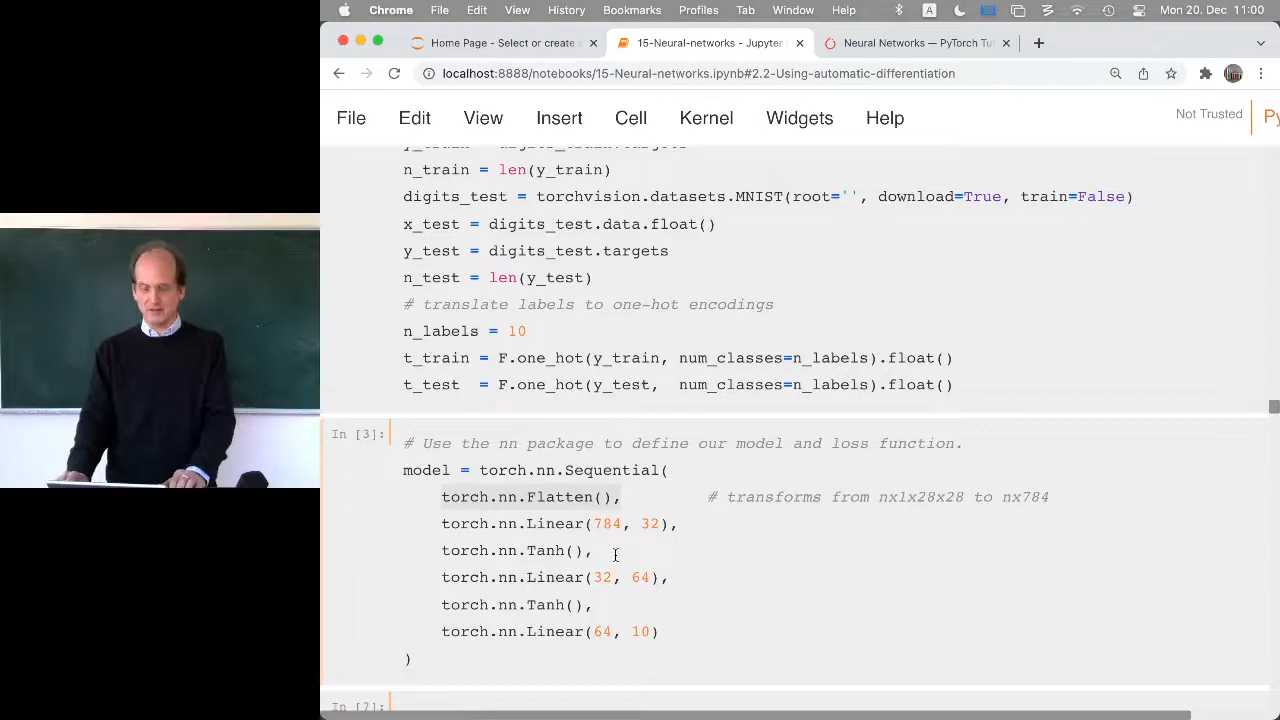 Chrome File Edit View History Bookmarks Profiles Tab Window Help A Mon 20. Dec 11:00
Home Page - Select or create a 15-Neural-networks - Jupyter Neural Networks — PyTorch Tut
localhost:8888/notebooks/15-Neural-networks.ipynb#2.2-Using-automatic-differentiation
File Edit View Insert Cell Kernel Widgets Help Not Trusted Py
n_train = len(y_train)
digits_test = torchvision.datasets.MNIST(root='', download=True, train=False)
x_test = digits_test.data.float()
y_test = digits_test.targets
n_test = len(y_test)
# translate labels to one-hot encodings
n_labels = 10
t_train = F.one_hot(y_train, num_classes=n_labels).float()
t_test = F.one_hot(y_test, num_classes=n_labels).float()
In [3]: # Use the nn package to define our model and loss function.
model = torch.nn.Sequential(
torch.nn.Flatten(), # transforms from nx1x28x28 to nx784
torch.nn.Linear(784, 32),
torch.nn.Tanh(),
torch.nn.Linear(32, 64),
torch.nn.Tanh(),
torch.nn.Linear(64, 10)
)
In [7]: